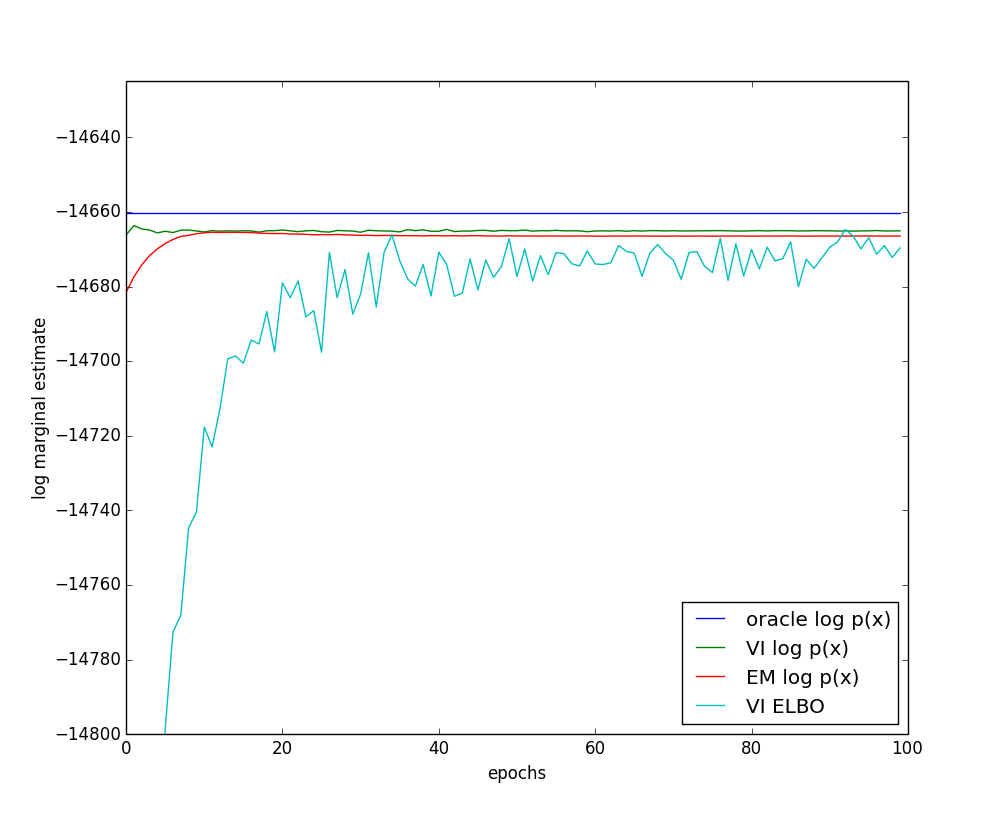 −14640
−14660
−14680
−14700
−14720
−14740
−14760
−14780
−14800
log marginal estimate
0 20 40 60 80 100
epochs
oracle log p(x)
VI log p(x)
EM log p(x)
VI ELBO